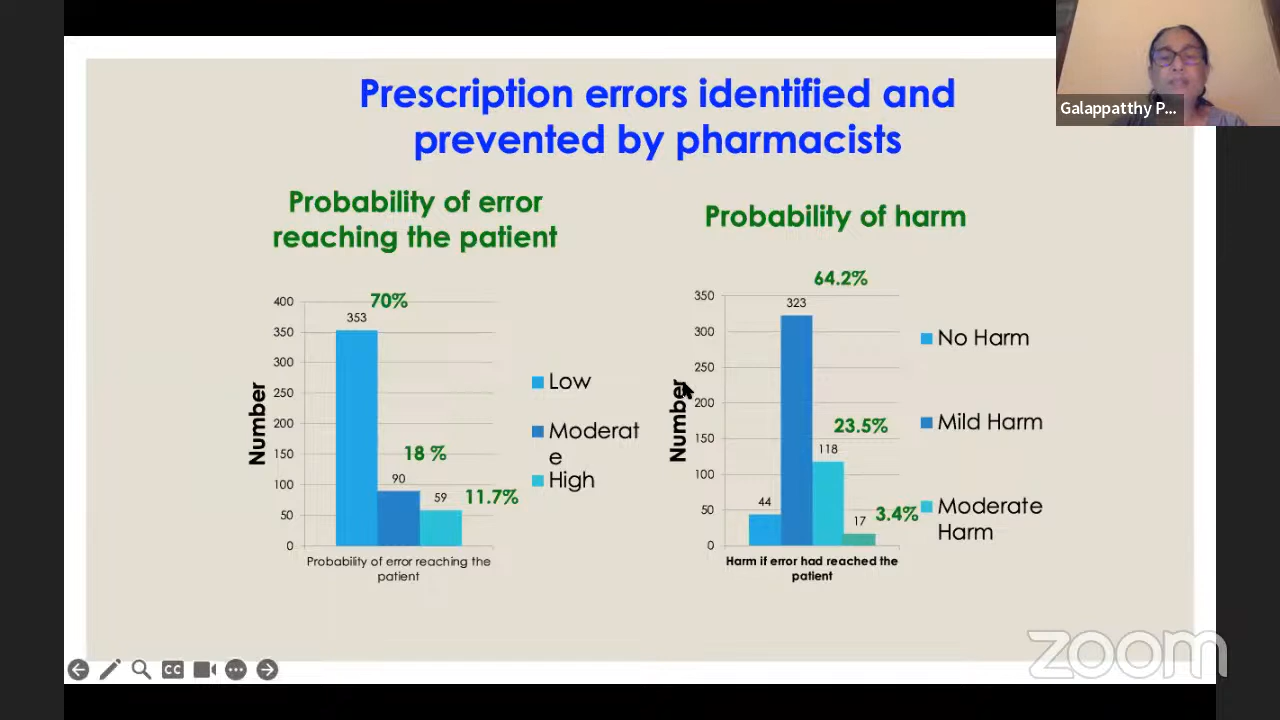 Prescription errors identified and
prevented by pharmacists
Galappatthy P...
Probability of error
reaching the patient
400
350
300
250
200
150
100
50
0
Number
70%
353
18 %
90
59
11.7%
Probability of error reaching the
patient
Low
Moderat
e
High
Probability of harm
64.2%
350
300
250
200
150
100
50
0
Number
323
23.5%
118
44
17
3.4%
Harm if error had reached the
patient
No Harm
Mild Harm
Moderate
Harm
CC
zoom